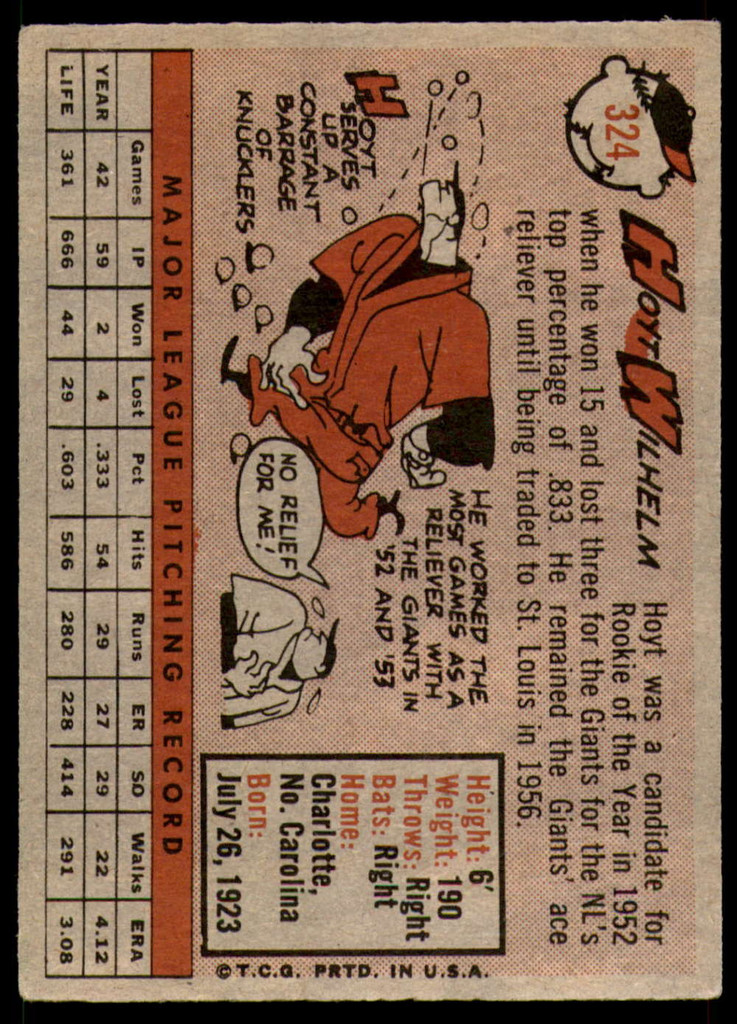 324
HOYT WILHELM
Hoyt was a candidate for
Rookie of the Year in 1952
when he won 15 and lost three for the Giants for the NL's
top percentage of .833. He remained the Giants' ace
reliever until being traded to St. Louis in 1956.
HOYT
SERVES
UP A
CONSTANT
BARRAGE
OF
KNUCKLERS
HE WORKED THE
MOST GAMES AS A
RELIEVER WITH
THE GIANTS IN
'52 AND '53
NO RELIEF
FOR ME!
Height: 6'
Weight: 190
Throws: Right
Bats: Right
Home:
Charlotte,
No. Carolina
Born:
July 26, 1923
MAJOR LEAGUE PITCHING RECORD
Games IP Won Lost Pct Hits Runs ER SO Walks ERA
YEAR 42 59 2 4 .333 54 29 27 29 22 4.12
LIFE 361 666 44 29 .603 586 280 228 414 291 3.08
©T.C.G. PRTD. IN U.S.A.